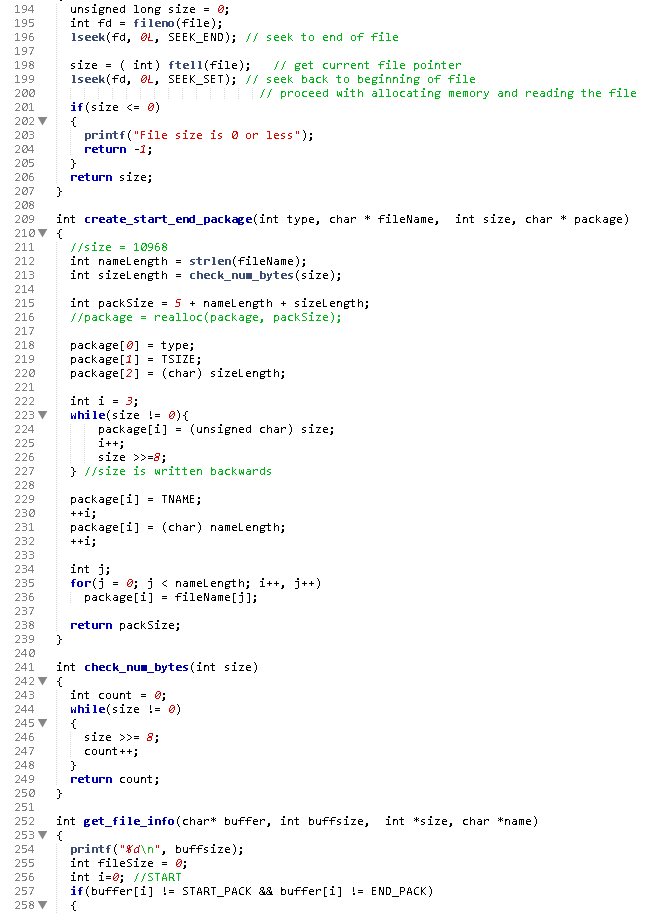 194 unsigned long size = 0;
195 int fd = fileno(file);
196 lseek(fd, 0L, SEEK_END); // seek to end of file
197
198 size = ( int) ftell(file);   // get current file pointer
199 lseek(fd, 0L, SEEK_SET); // seek back to beginning of file
200 // proceed with allocating memory and reading the file
201 if(size <= 0)
202 {
203 printf("File size is 0 or less");
204 return -1;
205 }
206 return size;
207 }
208
209 int create_start_end_package(int type, char * fileName,  int size, char * package)
210 {
211 //size = 10968
212 int nameLength = strlen(fileName);
213 int sizeLength = check_num_bytes(size);
214
215 int packSize = 5 + nameLength + sizeLength;
216 //package = realloc(package, packSize);
217
218 package[0] = type;
219 package[1] = TSIZE;
220 package[2] = (char) sizeLength;
221
222 int i = 3;
223 while(size != 0){
224 package[i] = (unsigned char) size;
225 i++;
226 size >>=8;
227 } //size is written backwards
228
229 package[i] = TNAME;
230 ++i;
231 package[i] = (char) nameLength;
232 ++i;
233
234 int j;
235 for(j = 0; j < nameLength; i++, j++)
236 package[i] = fileName[j];
237
238 return packSize;
239 }
240
241 int check_num_bytes(int size)
242 {
243 int count = 0;
244 while(size != 0)
245 {
246 size >>= 8;
247 count++;
248 }
249 return count;
250 }
251
252 int get_file_info(char* buffer, int buffsize,  int *size, char *name)
253 {
254 printf("%d\n", buffsize);
255 int fileSize = 0;
256 int i=0; //START
257 if(buffer[i] != START_PACK && buffer[i] != END_PACK)
258 {